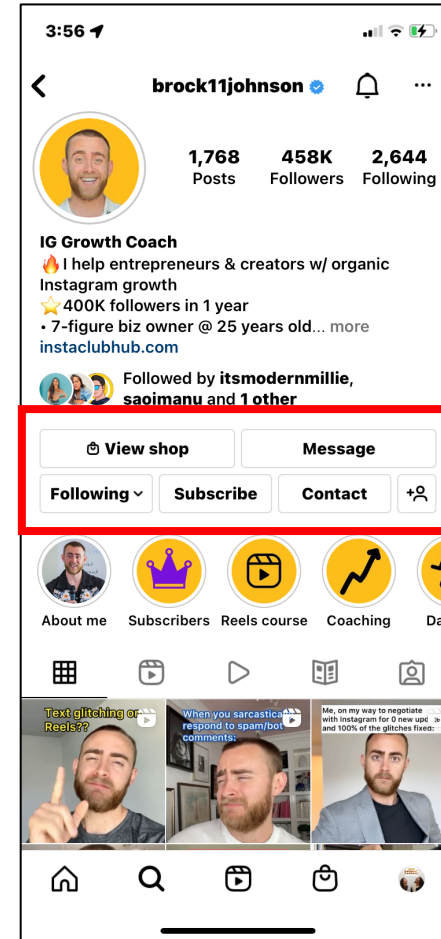 3:56
brock11johnson
1,768 458K 2,644
Posts Followers Following
IG Growth Coach
🔥I help entrepreneurs & creators w/ organic
Instagram growth
⭐400K followers in 1 year
• 7-figure biz owner @ 25 years old... more
instaclubhub.com
Followed by itsmodernmillie,
saoimanu and 1 other
View shop Message
Following Subscribe Contact
About me Subscribers Reels course Coaching Da
Text glitching on
Reels??
When you sarcastica
respond to spam/bot
comments:
Me, on my way to negotiate
with Instagram for 0 new upd
and 100% of the glitches fixed: